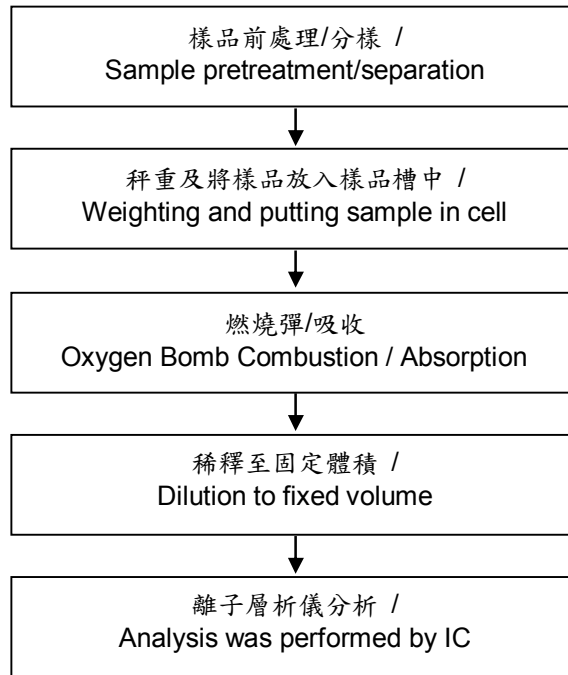 樣品前處理/分樣 /
Sample pretreatment/separation
秤重及將樣品放入樣品槽中 /
Weighting and putting sample in cell
燃燒彈/吸收
Oxygen Bomb Combustion / Absorption
稀釋至固定體積 /
Dilution to fixed volume
離子層析儀分析 /
Analysis was performed by IC